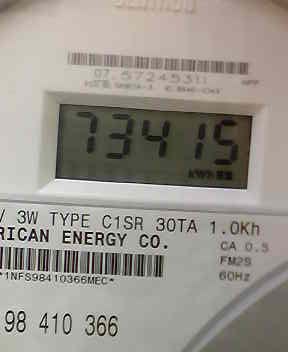 07.57245311
73415
kWh
/ 3W TYPE C1SR 30TA 1.0Kh
RICAN ENERGY CO.
CA 0.5
FM2S
60Hz
*1NFS98410366MEC*
98 410 366